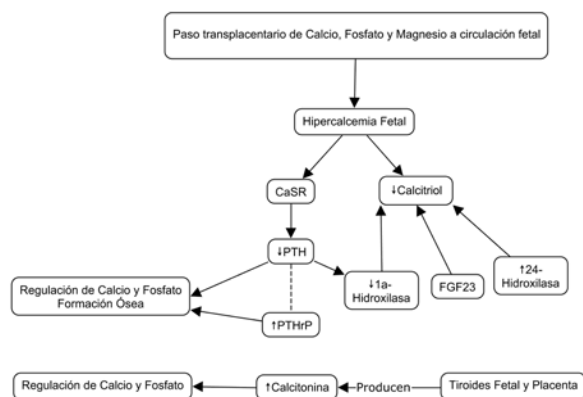 Paso transplacentario de Calcio, Fosfato y Magnesio a circulación fetal
Hipercalcemia Fetal
CaSR
↓Calcitriol
↓PTH
↓1a-
Hidroxilasa
FGF23
↑24-
Hidroxilasa
Regulación de Calcio y Fosfato
Formación Ósea
↑PTHrP
Regulación de Calcio y Fosfato
↑Calcitonina
Producen
Tiroides Fetal y Placenta